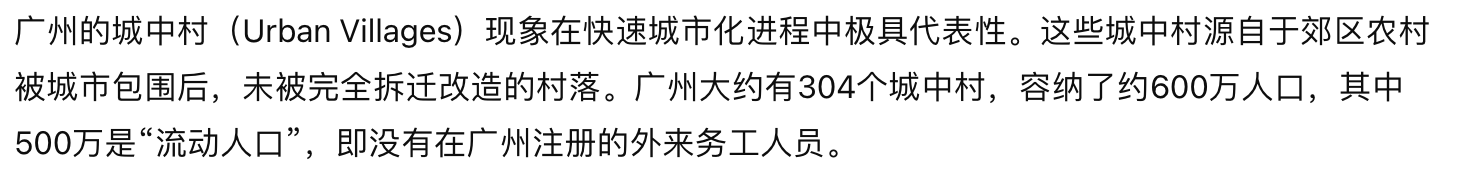 广州的城中村（Urban Villages）现象在快速城市化进程中极具代表性。这些城中村源自于郊区农村
被城市包围后，未被完全拆迁改造的村落。广州大约有304个城中村，容纳了约600万人口，其中
500万是“流动人口”，即没有在广州注册的外来务工人员。